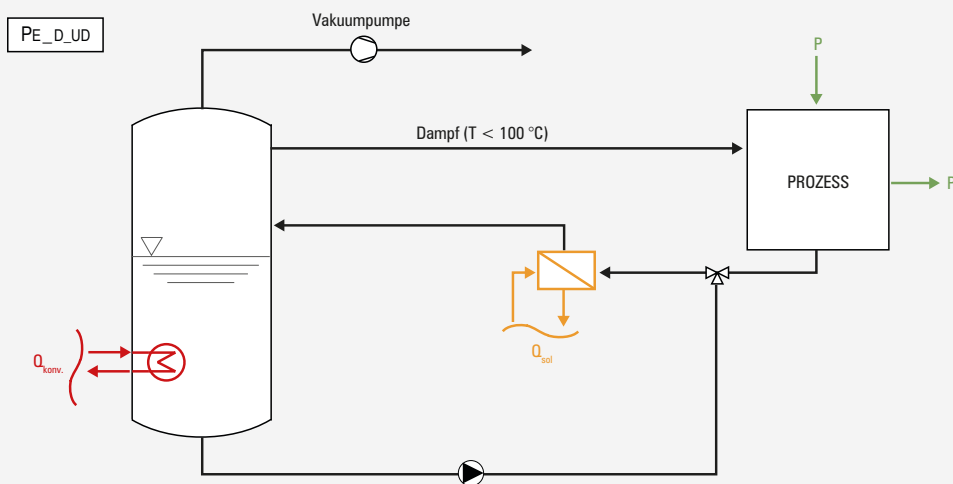 PE_D_UD
Vakuumpumpe
P
Dampf (T < 100 °C)
PROZESS
P
Qkonv.
Qsol